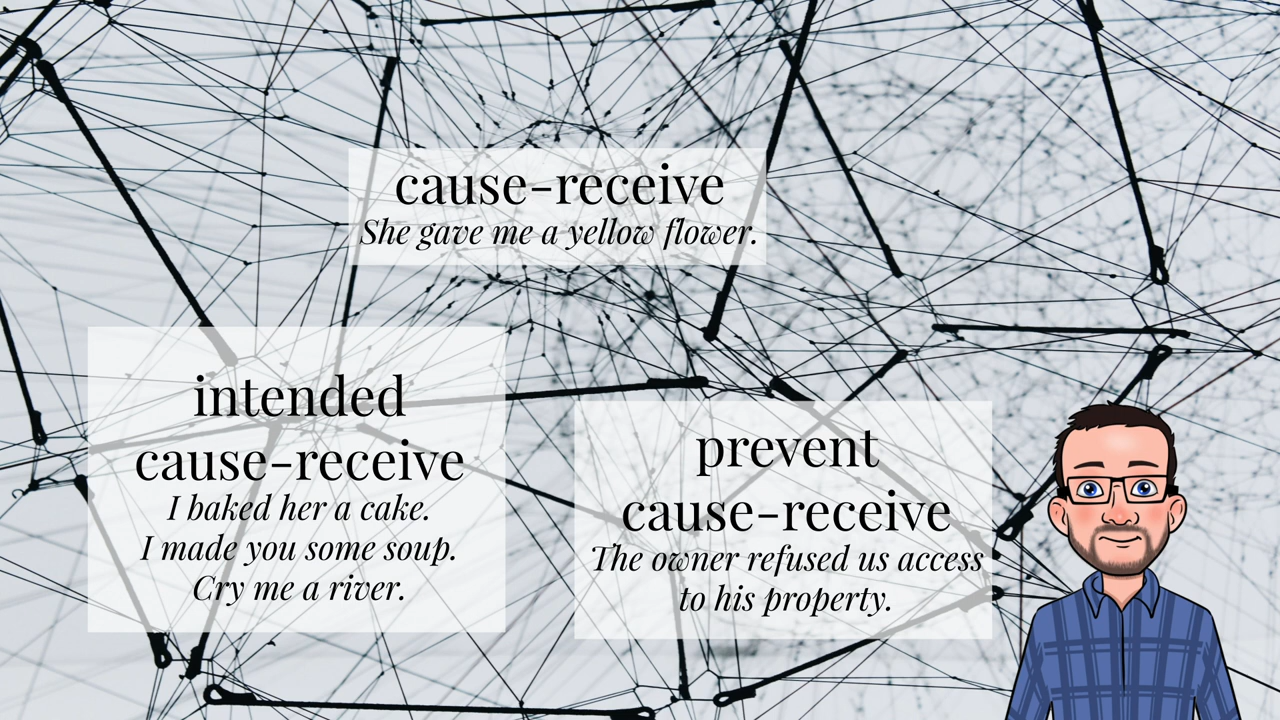 cause-receive
She gave me a yellow flower.
intended
cause-receive
I baked her a cake.
I made you some soup.
Cry me a river.
prevent
cause-receive
The owner refused us access
to his property.